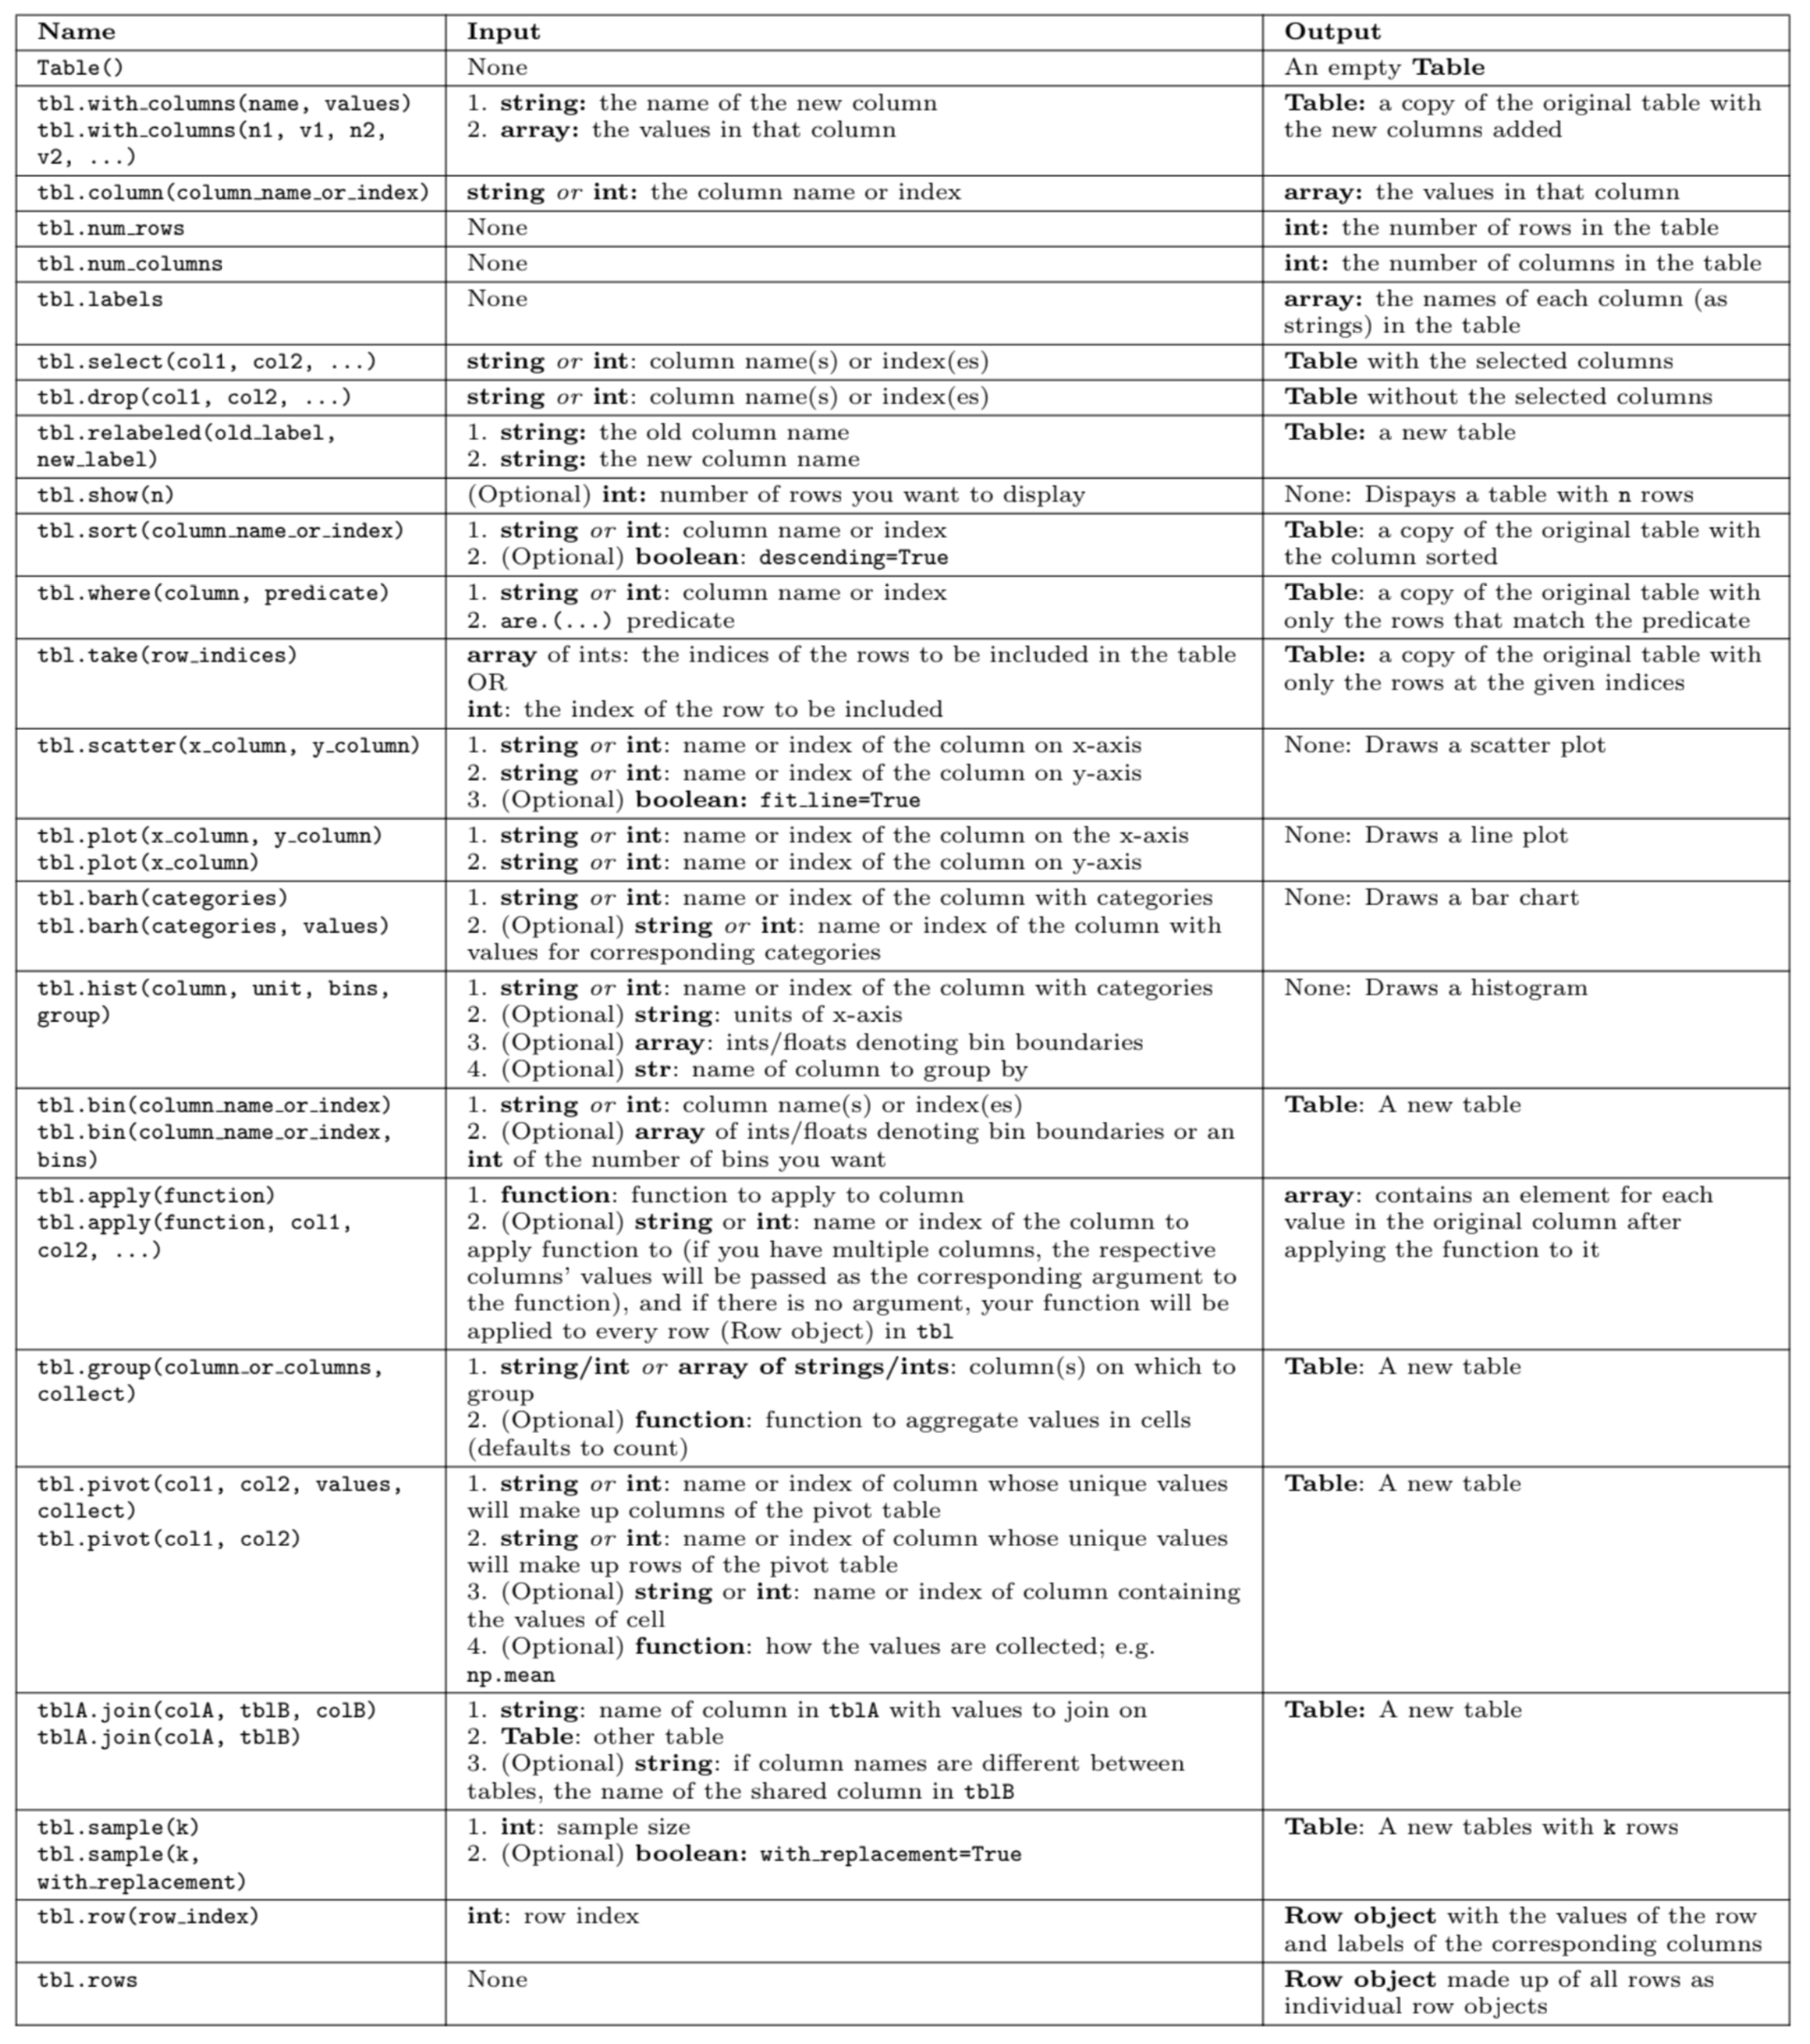 Name Input Output
Table() None An empty Table
tbl.with_columns(name, values) 1. string: the name of the new column Table: a copy of the original table with
tbl.with_columns(n1, v1, n2, 2. array: the values in that column the new columns added
v2, ...)
tbl.column(column_name_or_index) string or int: the column name or index array: the values in that column
tbl.num_rows None int: the number of rows in the table
tbl.num_columns None int: the number of columns in the table
tbl.labels None array: the names of each column (as
strings) in the table
tbl.select(col1, col2, ...) string or int: column name(s) or index(es) Table with the selected columns
tbl.drop(col1, col2, ...) string or int: column name(s) or index(es) Table without the selected columns
tbl.relabeled(old_label, 1. string: the old column name Table: a new table
new_label) 2. string: the new column name
tbl.show(n) (Optional) int: number of rows you want to display None: Dispays a table with n rows
tbl.sort(column_name_or_index) 1. string or int: column name or index Table: a copy of the original table with
2. (Optional) boolean: descending=True the column sorted
tbl.where(column, predicate) 1. string or int: column name or index Table: a copy of the original table with
2. are.(...) predicate only the rows that match the predicate
tbl.take(row_indices) array of ints: the indices of the rows to be included in the table Table: a copy of the original table with
OR only the rows at the given indices
int: the index of the row to be included
tbl.scatter(x_column, y_column) 1. string or int: name or index of the column on x-axis None: Draws a scatter plot
2. string or int: name or index of the column on y-axis
3. (Optional) boolean: fit_line=True
tbl.plot(x_column, y_column) 1. string or int: name or index of the column on the x-axis None: Draws a line plot
tbl.plot(x_column) 2. string or int: name or index of the column on y-axis
tbl.barh(categories) 1. string or int: name or index of the column with categories None: Draws a bar chart
tbl.barh(categories, values) 2. (Optional) string or int: name or index of the column with
values for corresponding categories
tbl.hist(column, unit, bins, 1. string or int: name or index of the column with categories None: Draws a histogram
group) 2. (Optional) string: units of x-axis
3. (Optional) array: ints/floats denoting bin boundaries
4. (Optional) str: name of column to group by
tbl.bin(column_name_or_index) 1. string or int: column name(s) or index(es) Table: A new table
tbl.bin(column_name_or_index, 2. (Optional) array of ints/floats denoting bin boundaries or an
bins) int of the number of bins you want
tbl.apply(function) 1. function: function to apply to column array: contains an element for each
tbl.apply(function, col1, 2. (Optional) string or int: name or index of the column to value in the original column after
col2, ...) apply function to (if you have multiple columns, the respective applying the function to it
columns' values will be passed as the corresponding argument to
the function), and if there is no argument, your function will be
applied to every row (Row object) in tbl
tbl.group(column_or_columns, 1. string/int or array of strings/ints: column(s) on which to Table: A new table
collect) group
2. (Optional) function: function to aggregate values in cells
(defaults to count)
tbl.pivot(col1, col2, values, 1. string or int: name or index of column whose unique values Table: A new table
collect) will make up columns of the pivot table
tbl.pivot(col1, col2) 2. string or int: name or index of column whose unique values
will make up rows of the pivot table
3. (Optional) string or int: name or index of column containing
the values of cell
4. (Optional) function: how the values are collected; e.g.
np.mean
tblA.join(colA, tblB, colB) 1. string: name of column in tblA with values to join on Table: A new table
tblA.join(colA, tblB) 2. Table: other table
3. (Optional) string: if column names are different between
tables, the name of the shared column in tblB
tbl.sample(k) 1. int: sample size Table: A new tables with k rows
tbl.sample(k, 2. (Optional) boolean: with_replacement=True
with_replacement)
tbl.row(row_index) int: row index Row object with the values of the row
and labels of the corresponding columns
tbl.rows None Row object made up of all rows as
individual row objects